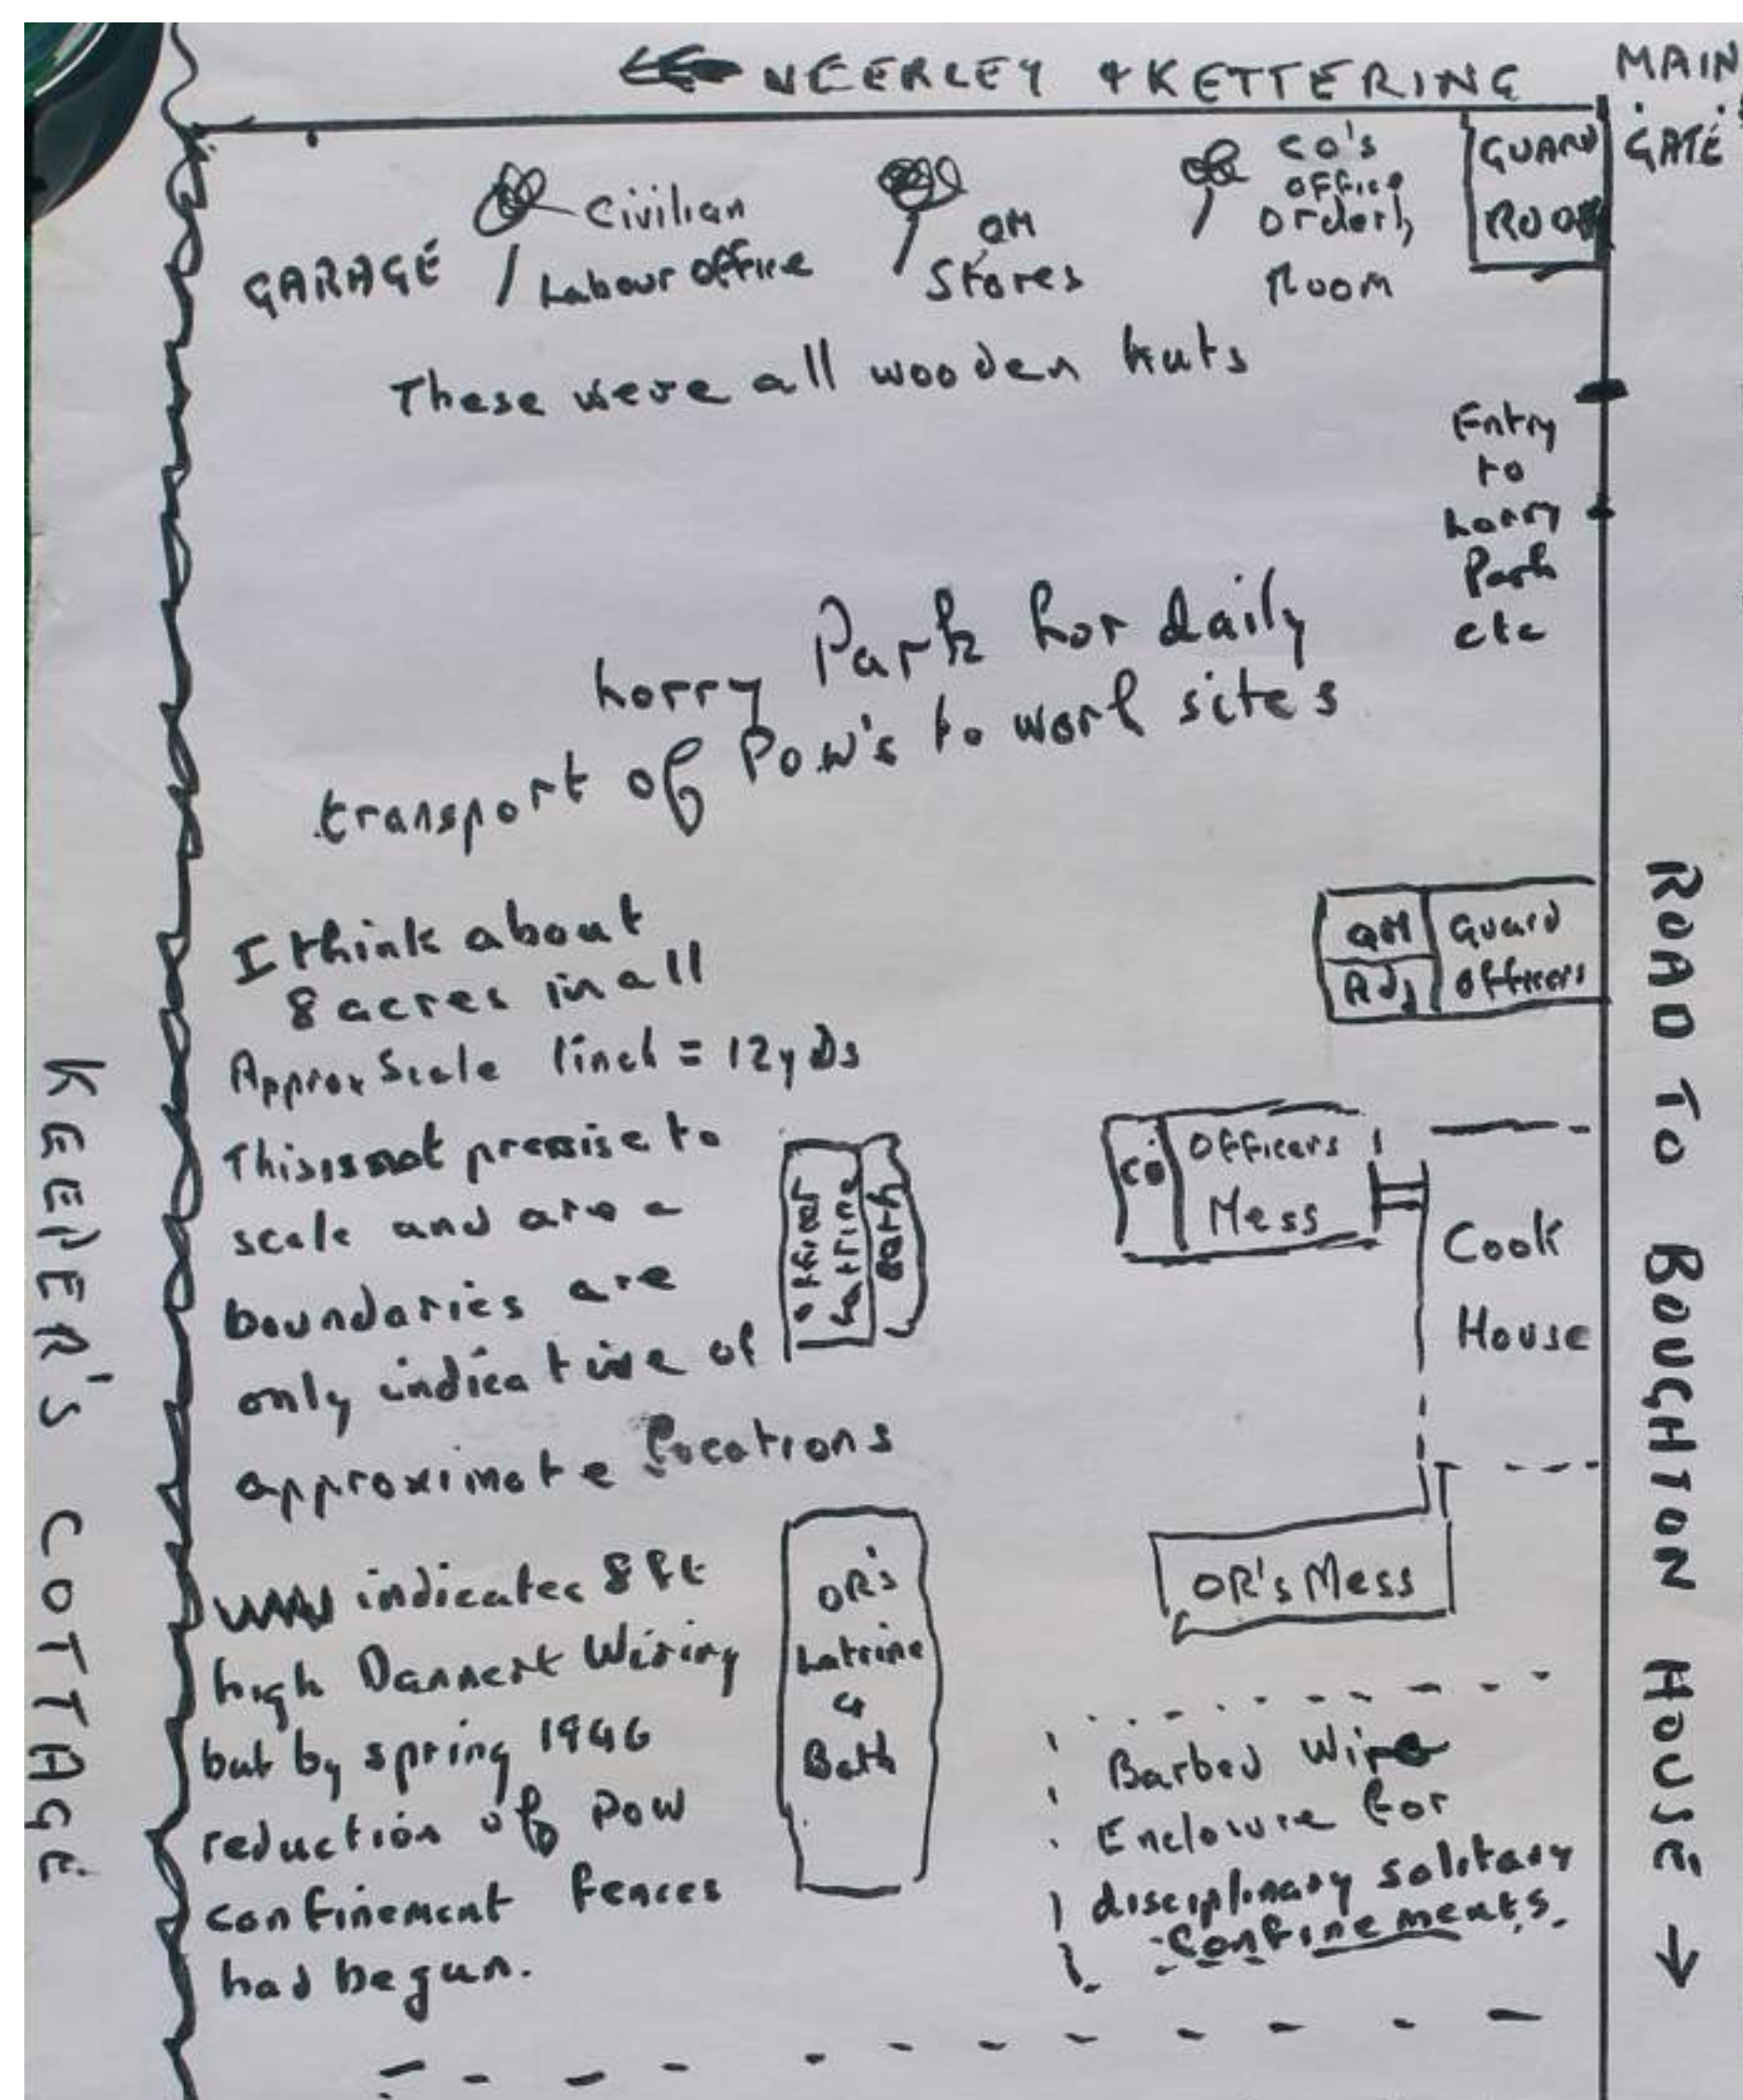 WEEKLEY & KETTERING
MAIN
GATE
GUARD
ROOM
CO's
office
orderly
Room
QM
Stores
Civilian
Labour office
GARAGE
These were all wooden huts
Entry
to
Lorry
Park
etc
Lorry Park for daily
transport of POW's to work sites
I think about
8 acres in all
Approx Scale 1inch = 12yDs
QM
Adj
Guard
officers
This is not presise to
scale and are a
boundaries are
only indicative of
approximate locations
officer
Latrine
Bath
CO
Officers
Mess
Cook
House
OR's Mess
indicates 8ft
high Dannert Wiring
but by spring 1946
reduction of POW
confinement fences
had begun.
OR's
Latrine
&
Bath
Barbed Wire
Enclosure for
disciplinary solitary
confinements.
KEEPER'S COTTAGE
ROAD TO BOUGHTON HOUSE